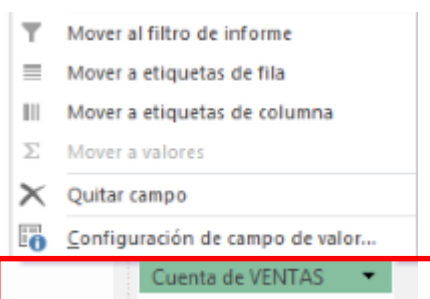 Mover al filtro de informe
Mover a etiquetas de fila
Mover a etiquetas de columna
Σ Mover a valores
Quitar campo
Configuración de campo de valor...
Cuenta de VENTAS